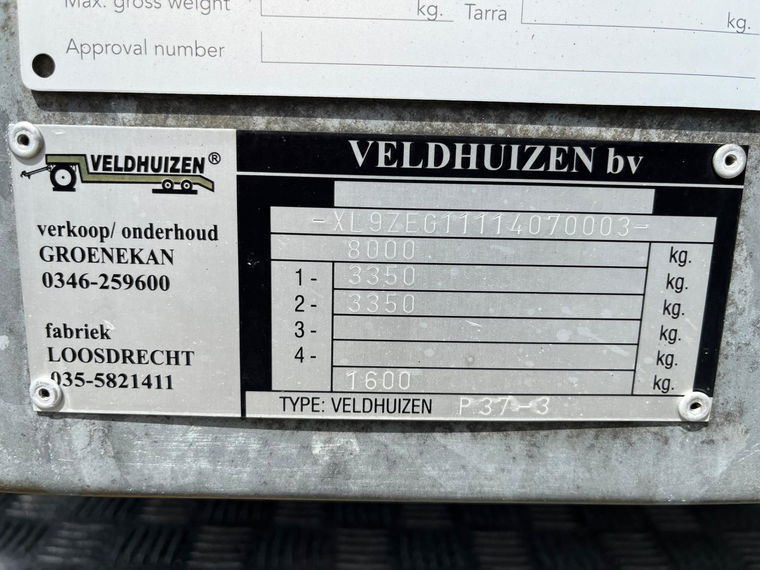 Max. gross weight kg. Tarra kg.
Approval number
VELDHUIZEN®
verkoop/ onderhoud
GROENEKAN
0346-259600
fabriek
LOOSDRECHT
035-5821411
VELDHUIZEN bv
-XL9ZEG11114070003-
8000 kg.
1- 3350 kg.
2- 3350 kg.
3- kg.
4- kg.
1600 kg.
TYPE: VELDHUIZEN P37-3